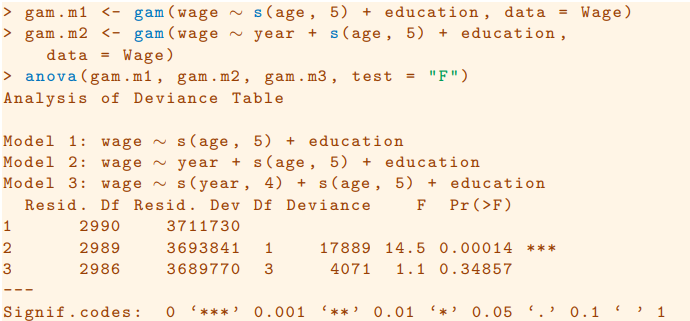 > gam.m1 <- gam(wage ∼ s(age, 5) + education, data = Wage)
> gam.m2 <- gam(wage ∼ year + s(age, 5) + education,
    data = Wage)
> anova(gam.m1, gam.m2, gam.m3, test = "F")
Analysis of Deviance Table

Model 1: wage ∼ s(age, 5) + education
Model 2: wage ∼ year + s(age, 5) + education
Model 3: wage ∼ s(year, 4) + s(age, 5) + education
  Resid. Df Resid. Dev Df Deviance    F  Pr(>F)
1      2990    3711730
2      2989    3693841  1    17889 14.5 0.00014 ***
3      2986    3689770  3     4071  1.1 0.34857
---
Signif.codes:  0 ‘***’ 0.001 ‘**’ 0.01 ‘*’ 0.05 ‘.’ 0.1 ‘ ’ 1